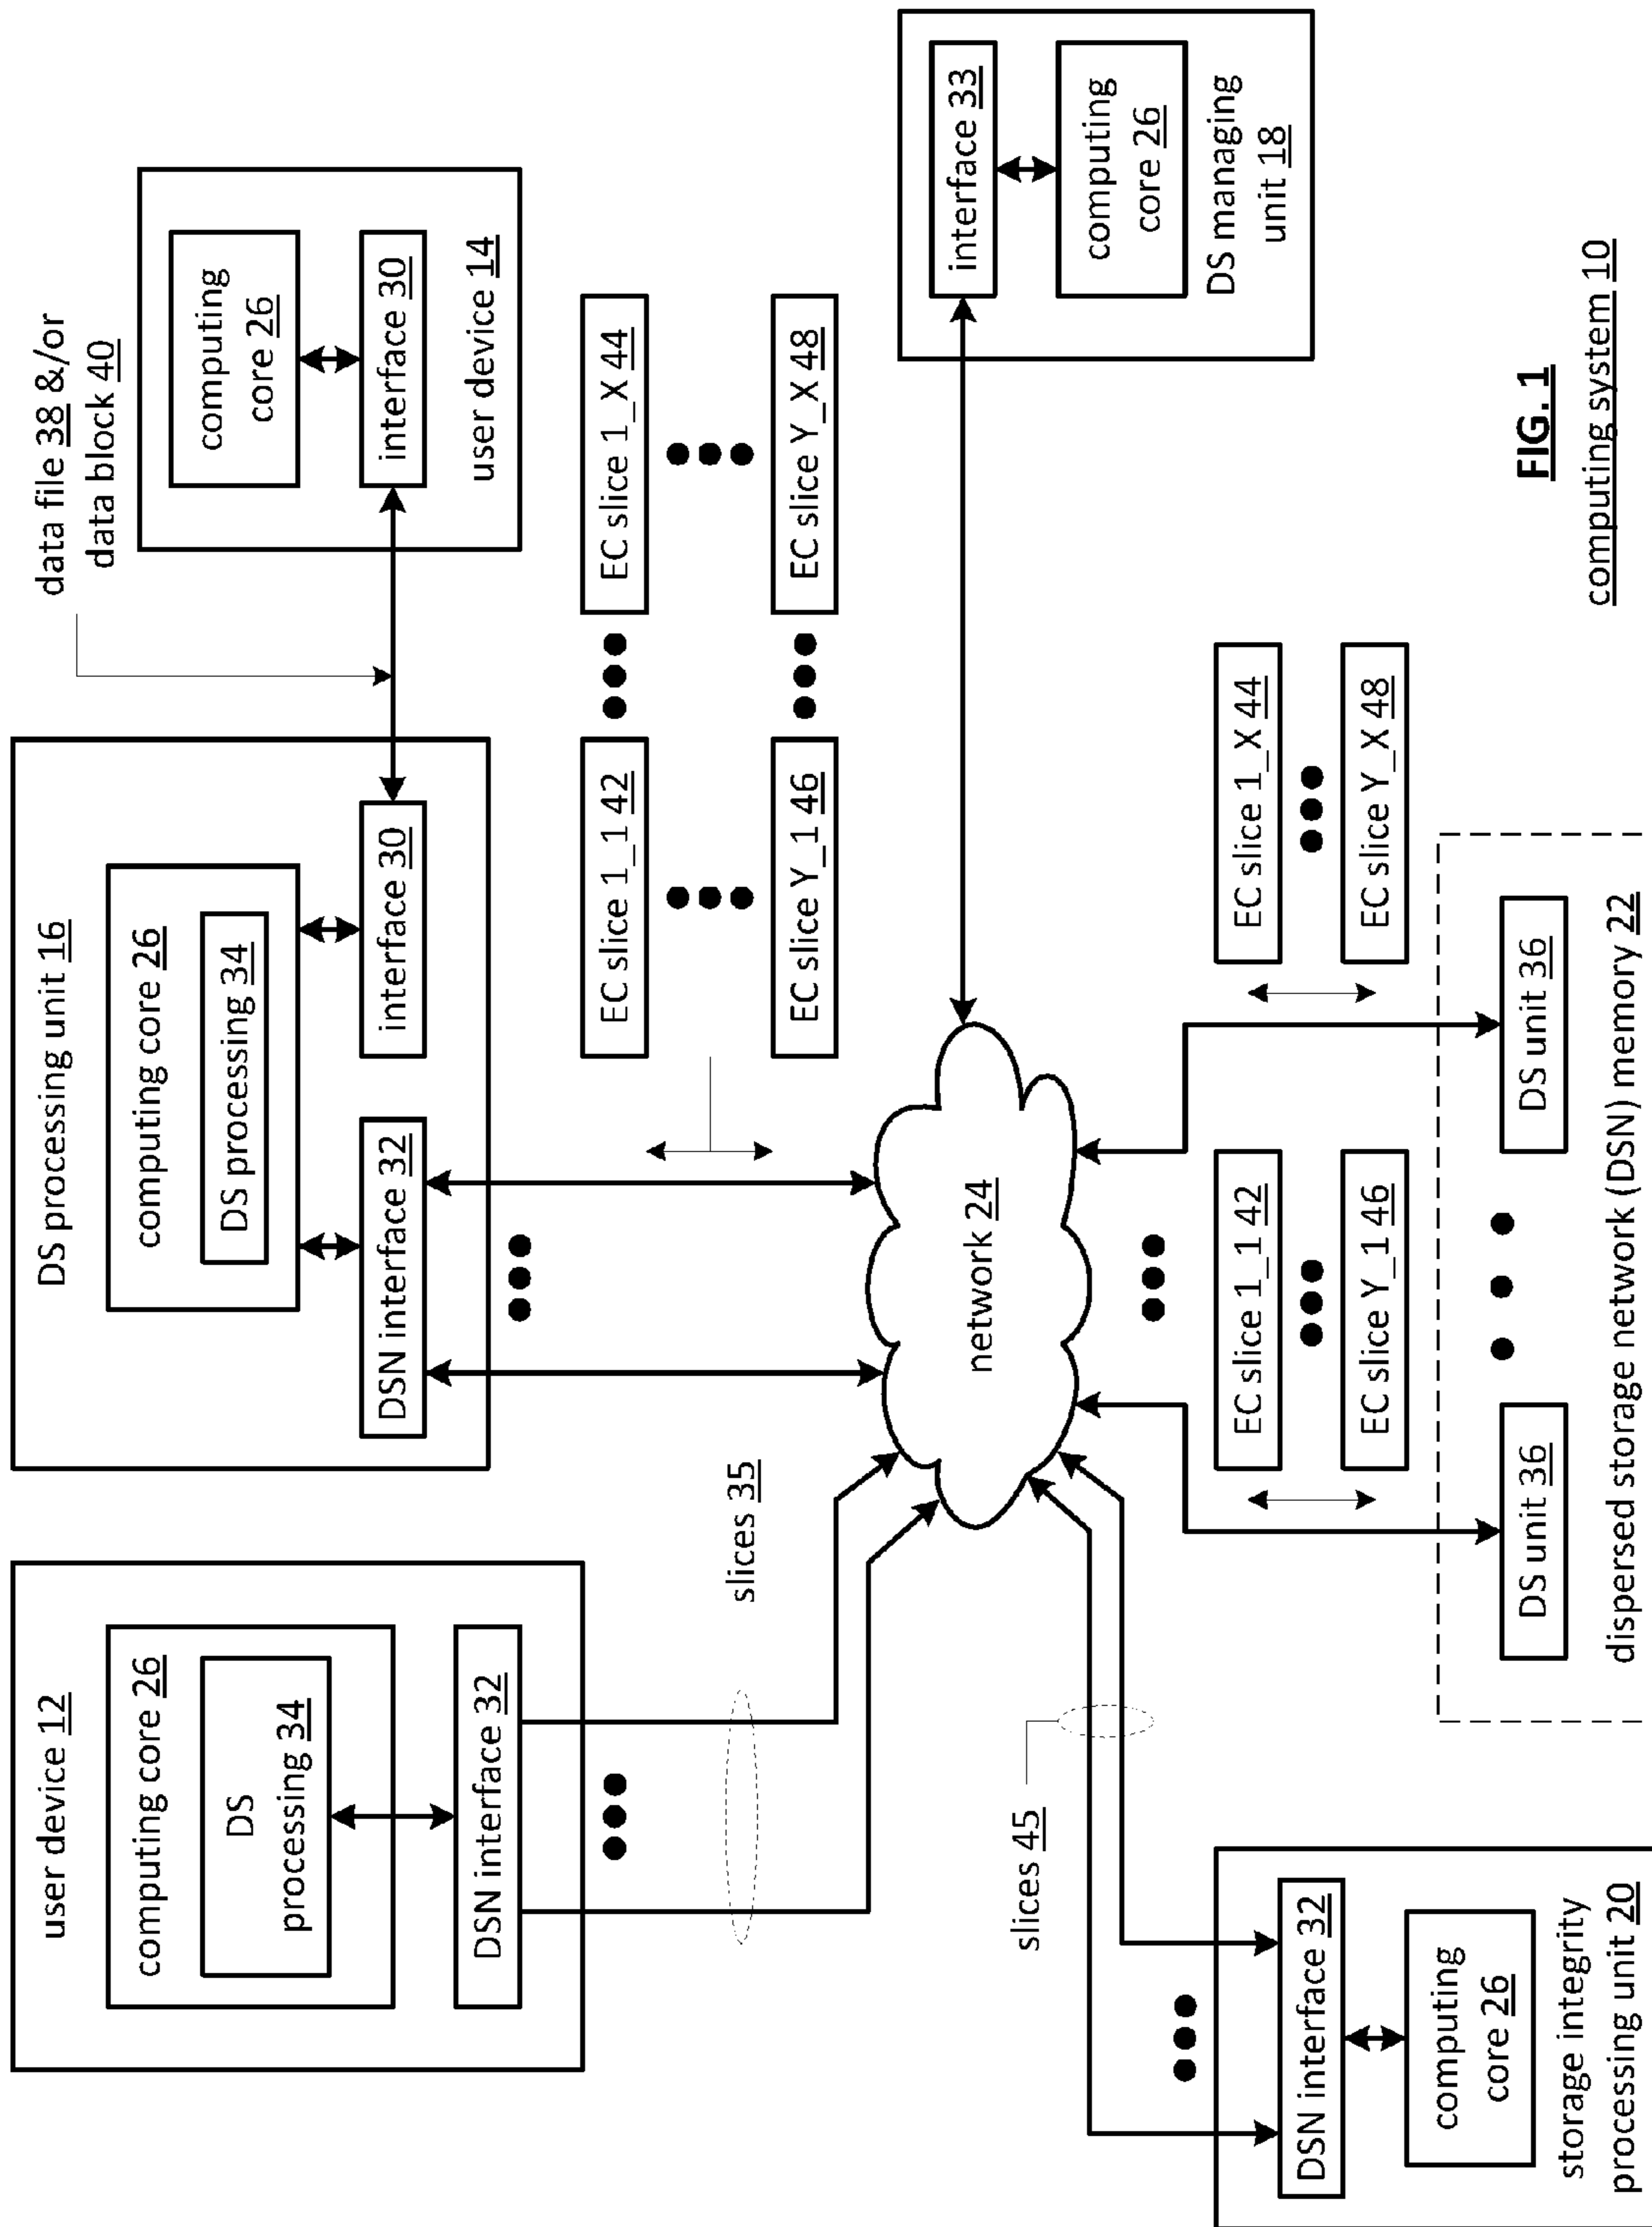 user device 12
computing core 26
DS
processing 34
DSN interface 32
slices 35
DS processing unit 16
computing core 26
DS processing 34
DSN interface 32
interface 30
data file 38 &/or
data block 40
computing
core 26
interface 30
user device 14
EC slice 1_1 42
EC slice 1_X 44
EC slice Y_1 46
EC slice Y_X 48
network 24
interface 33
computing
core 26
DS managing
unit 18
slices 45
DSN interface 32
computing
core 26
storage integrity
processing unit 20
EC slice 1_1 42
EC slice Y_1 46
EC slice 1_X 44
EC slice Y_X 48
DS unit 36
DS unit 36
dispersed storage network (DSN) memory 22
FIG. 1
computing system 10